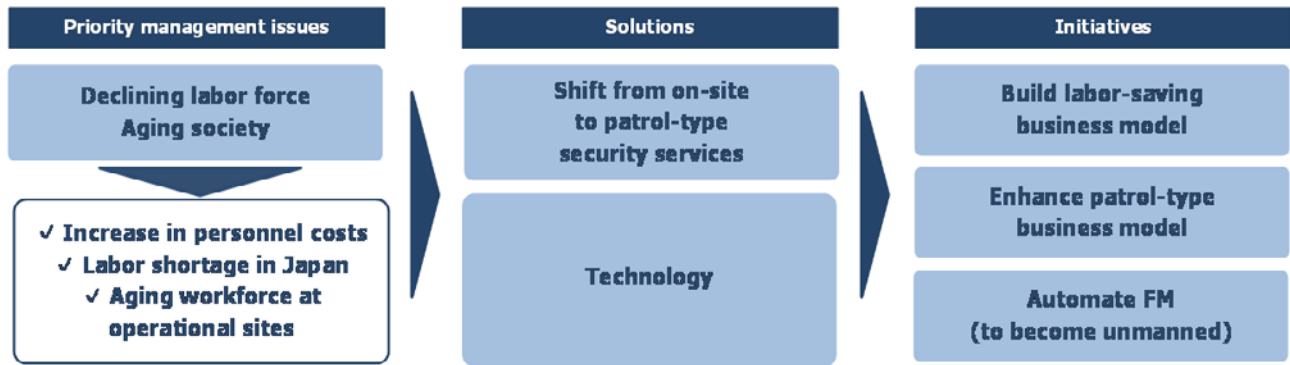 Priority management issues
Declining labor force
Aging society
✓ Increase in personnel costs
✓ Labor shortage in Japan
✓ Aging workforce at
operational sites
Solutions
Shift from on-site
to patrol-type
security services
Technology
Initiatives
Build labor-saving
business model
Enhance patrol-type
business model
Automate FM
(to become unmanned)